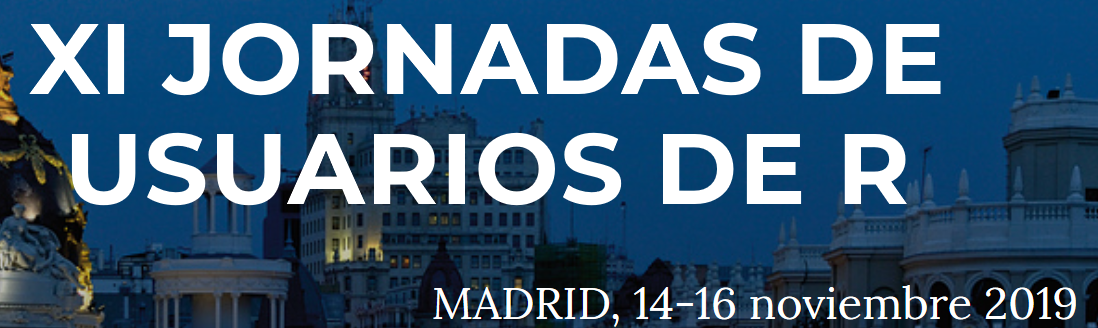 XI JORNADAS DE
USUARIOS DE R
MADRID, 14-16 noviembre 2019